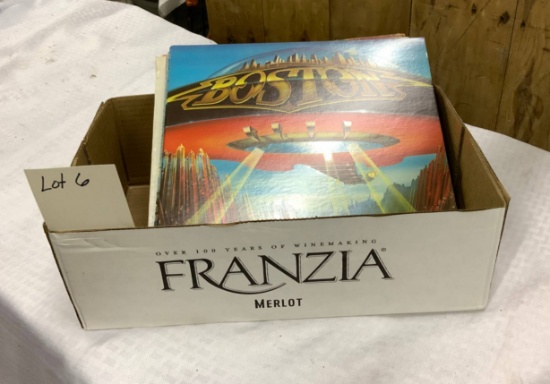 BOSTON
Lot 6
OVER 100 YEARS OF WINEMAKING
FRANZIA®
MERLOT